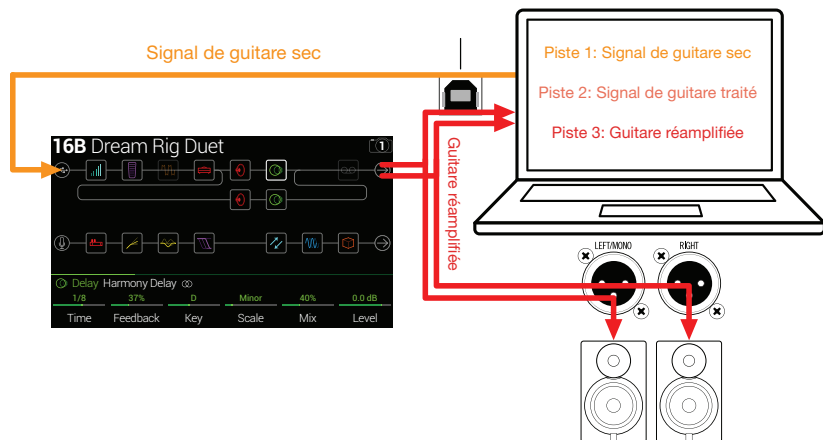 Signal de guitare sec
Piste 1: Signal de guitare sec
Piste 2: Signal de guitare traité
Piste 3: Guitare réamplifiée
16B Dream Rig Duet
1
Guitare réamplifiée
Delay Harmony Delay
1/8 37% D Minor 40% 0.0 dB
Time Feedback Key Scale Mix Level
LEFT/MONO RIGHT